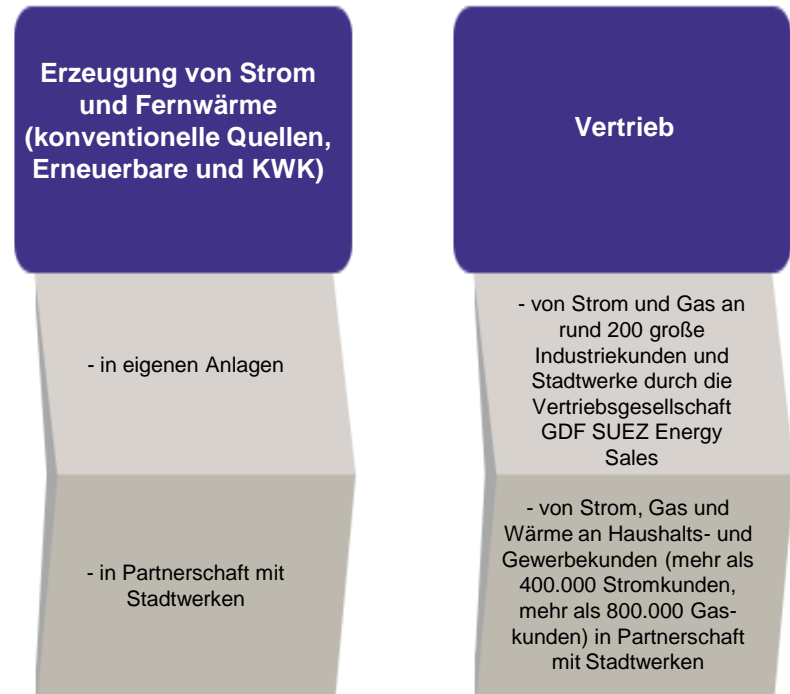 Erzeugung von Strom
und Fernwärme
(konventionelle Quellen,
Erneuerbare und KWK)
- in eigenen Anlagen
- in Partnerschaft mit
Stadtwerken
Vertrieb
- von Strom und Gas an
rund 200 große
Industriekunden und
Stadtwerke durch die
Vertriebsgesellschaft
GDF SUEZ Energy
Sales
- von Strom, Gas und
Wärme an Haushalts- und
Gewerbekunden (mehr als
400.000 Stromkunden,
mehr als 800.000 Gas-
kunden) in Partnerschaft
mit Stadtwerken